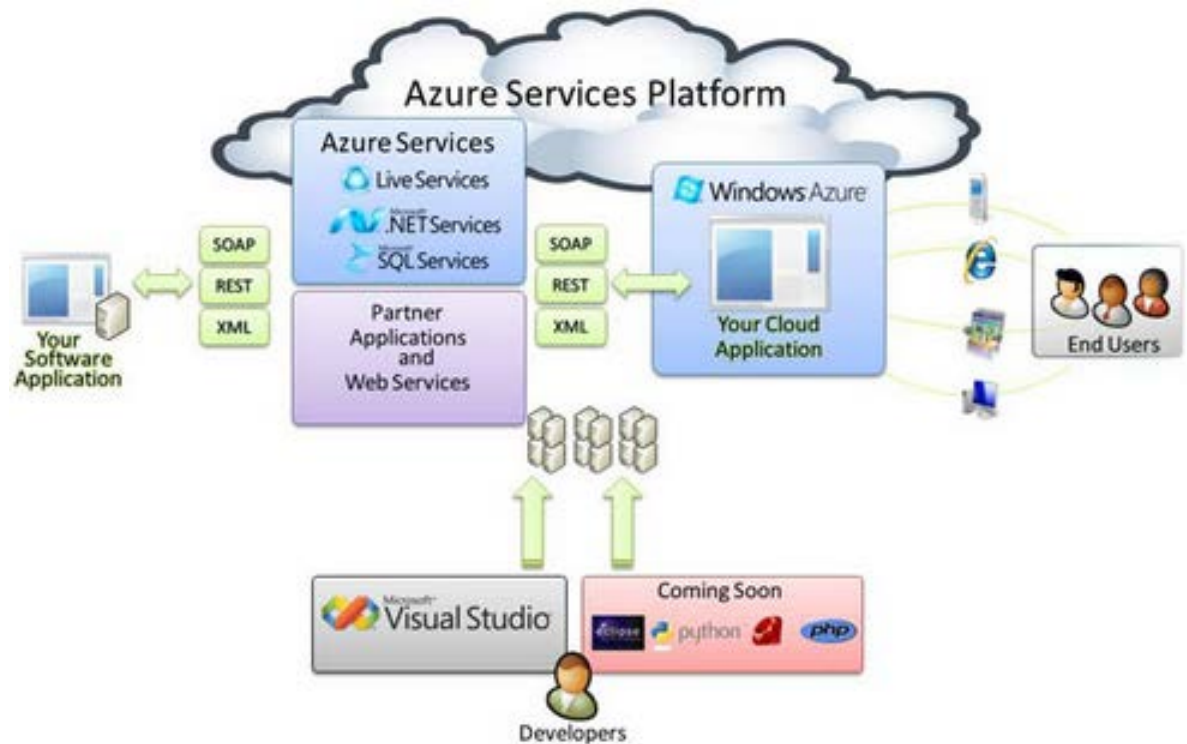 Azure Services Platform
Azure Services
Live Services
Microsoft
.NET Services
Microsoft
SQL Services
Partner
Applications
and
Web Services
SOAP
REST
XML
Your
Software
Application
SOAP
REST
XML
Windows Azure
Your Cloud
Application
End Users
Microsoft
Visual Studio
Coming Soon
eclipse
python
php
Developers